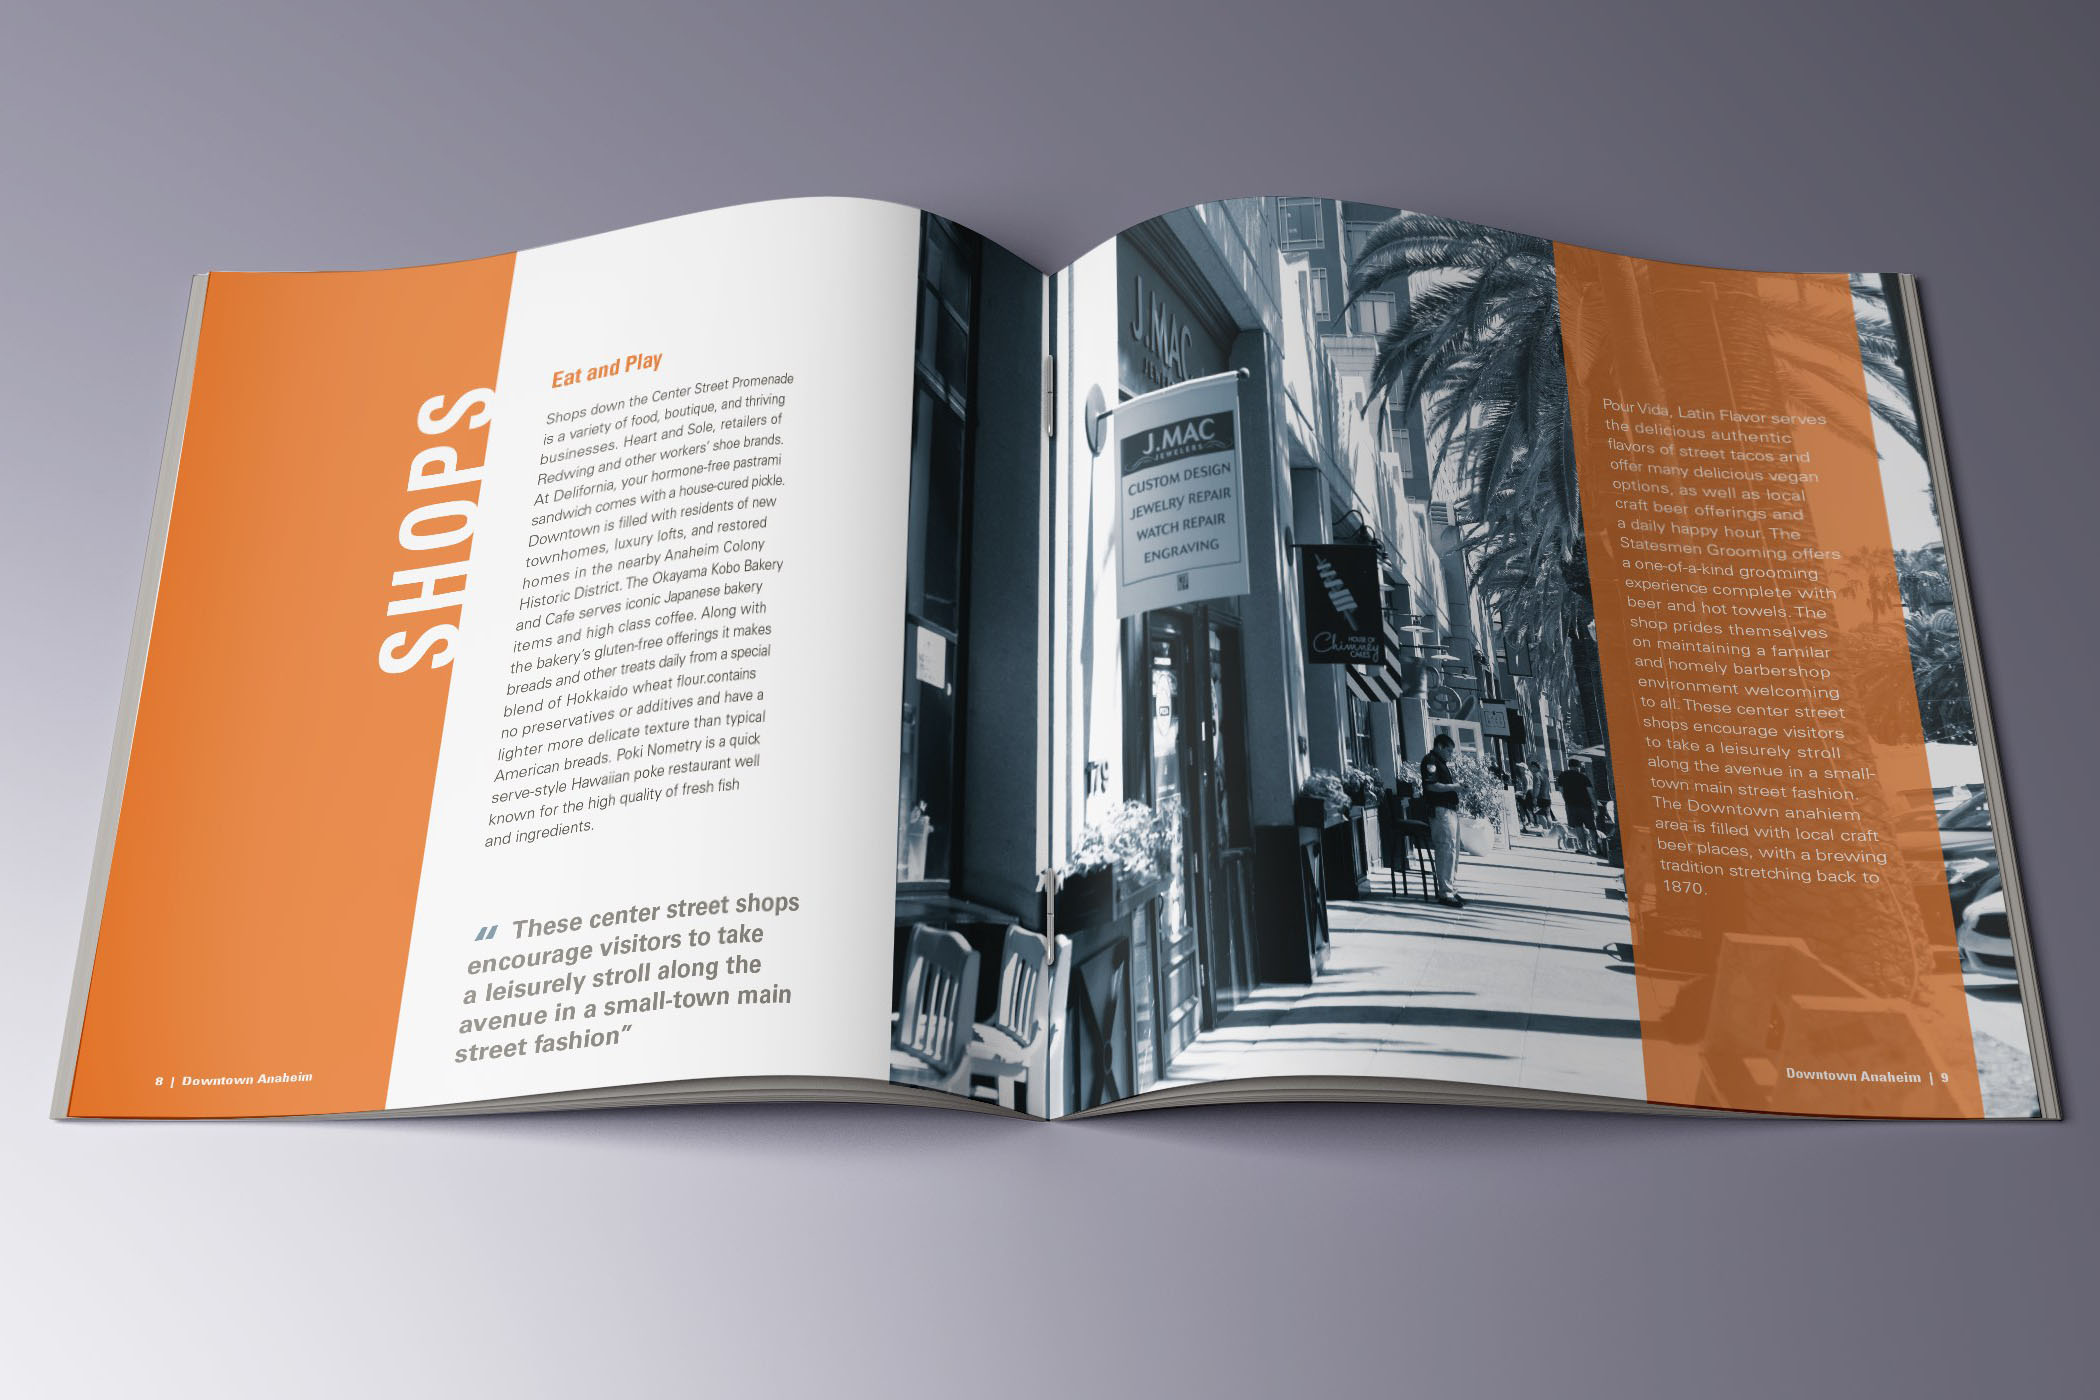 SHOPS
Eat and Play
Shops down the Center Street Promenade
is a variety of food, boutique, and thriving
businesses. Heart and Sole, retailers of
Redwing and other workers' shoe brands.
At Delifornia, your hormone-free pastrami
sandwich comes with a house-cured pickle.
Downtown is filled with residents of new
townhomes, luxury lofts, and restored
homes in the nearby Anaheim Colony
Historic District. The Okayama Kobo Bakery
and Cafe serves iconic Japanese bakery
items and high class coffee. Along with
the bakery's gluten-free offerings it makes
breads and other treats daily from a special
blend of Hokkaido wheat flour.contains
no preservatives or additives and have a
lighter more delicate texture than typical
American breads. Poki Nometry is a quick
serve-style Hawaiian poke restaurant well
known for the high quality of fresh fish
and ingredients.
“ These center street shops
encourage visitors to take
a leisurely stroll along the
avenue in a small-town main
street fashion”
8 | Downtown Anaheim
J.MAC
J.MAC
JEWELERS
CUSTOM DESIGN
JEWELRY REPAIR
WATCH REPAIR
ENGRAVING
HOUSE OF
Chimney
CAKES
179
Pour Vida, Latin Flavor serves
the delicious authentic
flavors of street tacos and
offer many delicious vegan
options, as well as local
craft beer offerings and
a daily happy hour. The
Statesmen Grooming offers
a one-of-a-kind grooming
experience complete with
beer and hot towels. The
shop prides themselves
on maintaining a familar
and homely barbershop
environment welcoming
to all. These center street
shops encourage visitors
to take a leisurely stroll
along the avenue in a small-
town main street fashion.
The Downtown anahiem
area is filled with local craft
beer places, with a brewing
tradition stretching back to
1870.
Downtown Anaheim | 9